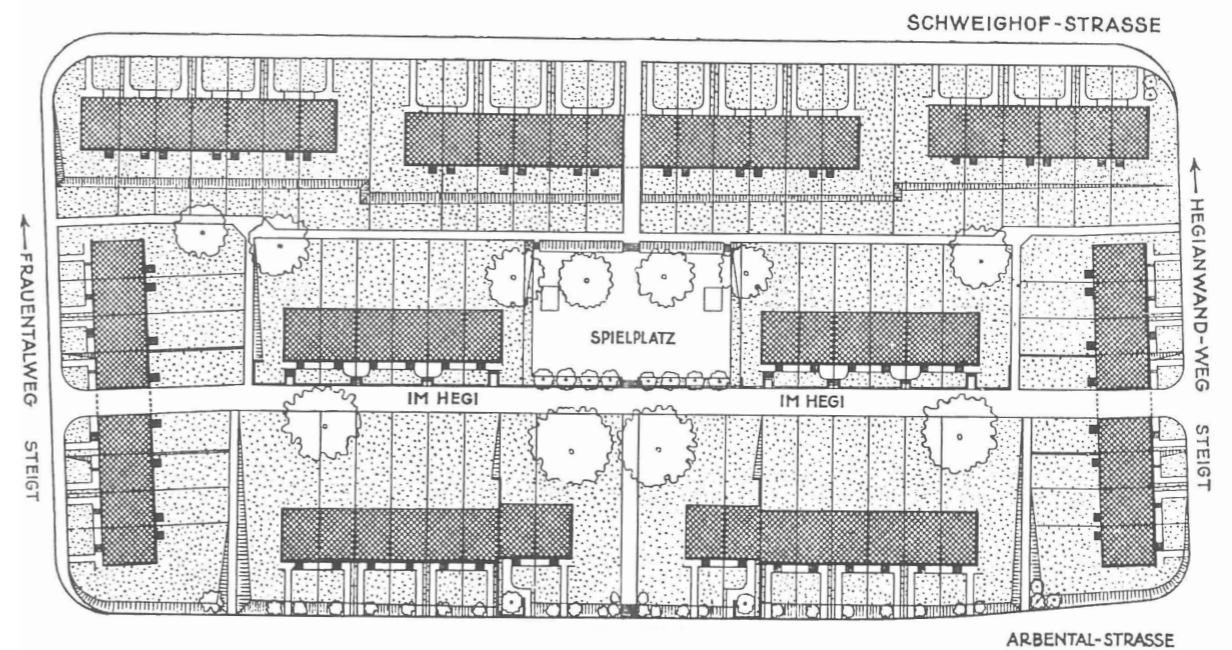 SCHWEIGHOF-STRASSE
FRAUENTALWEG STEIGT
HEGIANWAND-WEG STEIGT
SPIELPLATZ
IM HEGI
IM HEGI
ARBENTAL-STRASSE